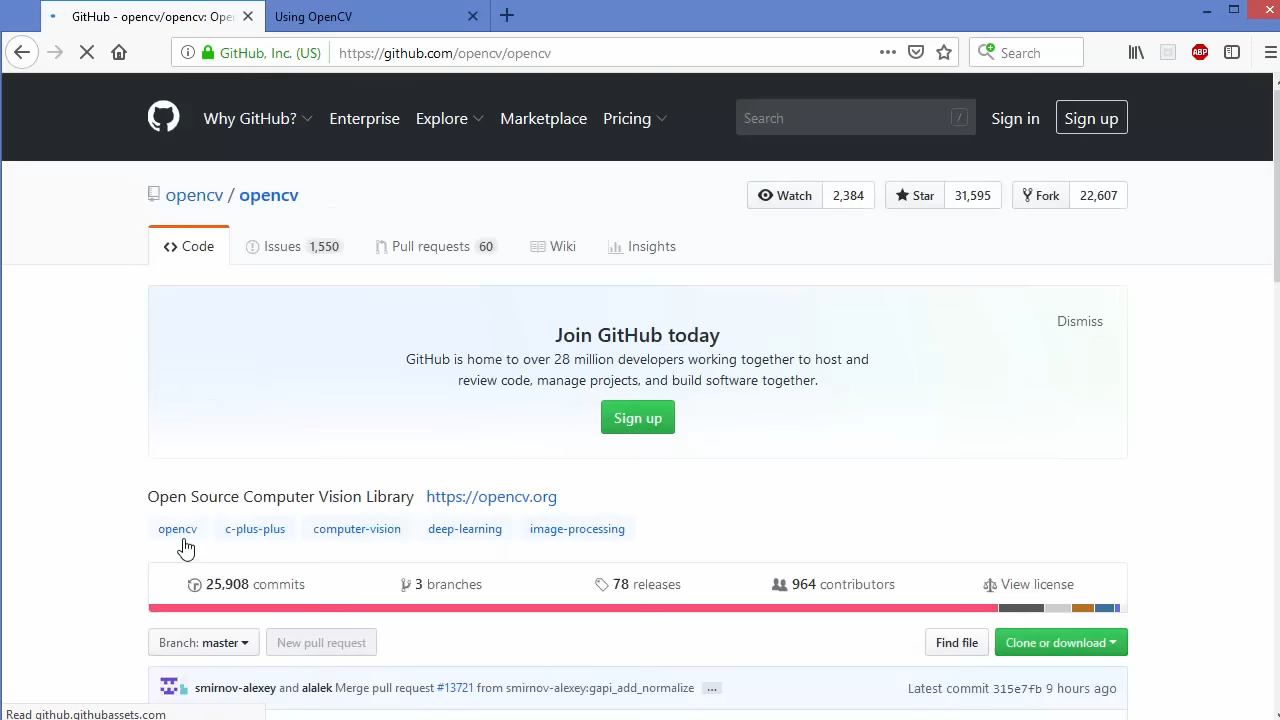 GitHub - opencv/opencv: Ope
Using OpenCV
GitHub, Inc. (US)
https://github.com/opencv/opencv
Search
ABP
Why GitHub?
Enterprise
Explore
Marketplace
Pricing
Search
/
Sign in
Sign up
opencv / opencv
Watch 2,384
Star 31,595
Fork 22,607
Code
Issues 1,550
Pull requests 60
Wiki
Insights
Join GitHub today
Dismiss
GitHub is home to over 28 million developers working together to host and
review code, manage projects, and build software together.
Sign up
Open Source Computer Vision Library https://opencv.org
opencv c-plus-plus computer-vision deep-learning image-processing
25,908 commits
3 branches
78 releases
964 contributors
View license
Branch: master
New pull request
Find file
Clone or download
smirnov-alexey and alalek Merge pull request #13721 from smirnov-alexey:gapi_add_normalize ...
Latest commit 315e7fb 9 hours ago
Read github.githubassets.com